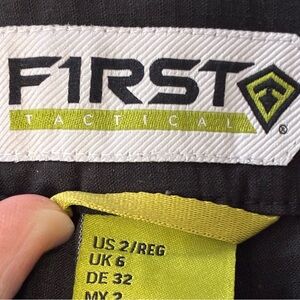 F1RST
TACTICAL
®
US 2/REG
UK 6
DE 32
MX 2